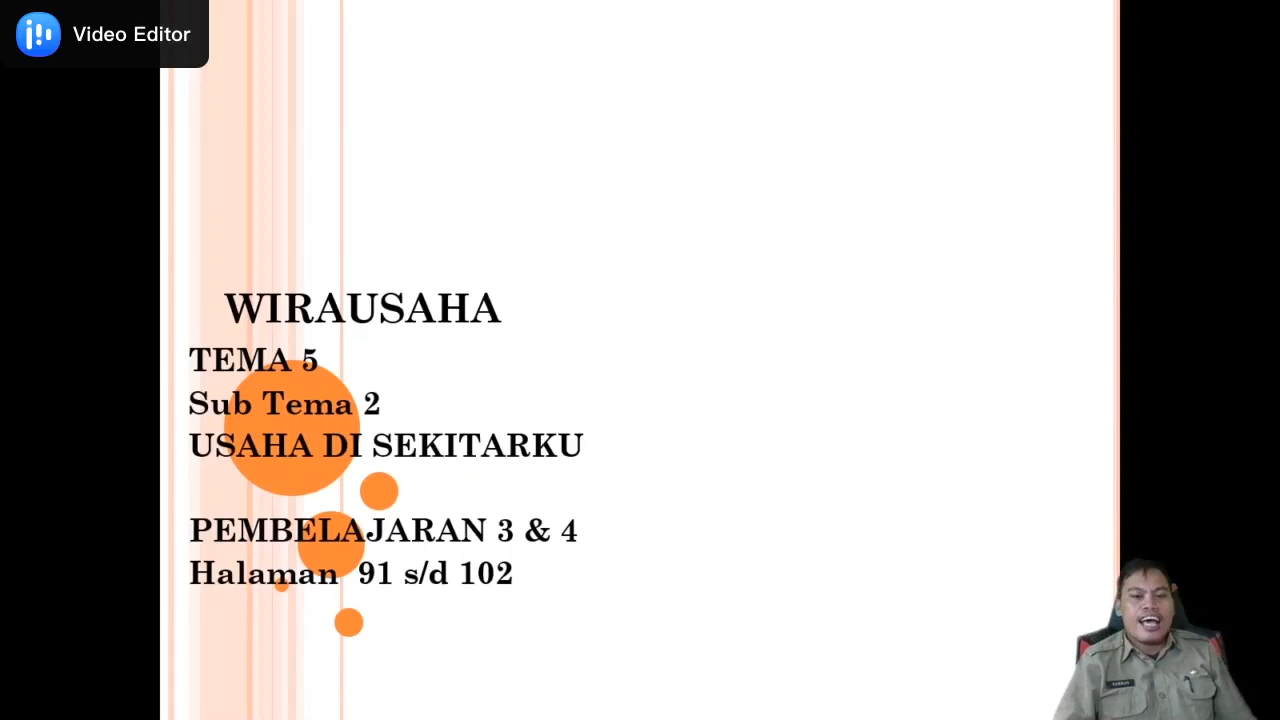 Video Editor
WIRAUSAHA
TEMA 5
Sub Tema 2
USAHA DI SEKITARKU
PEMBELAJARAN 3 & 4
Halaman 91 s/d 102